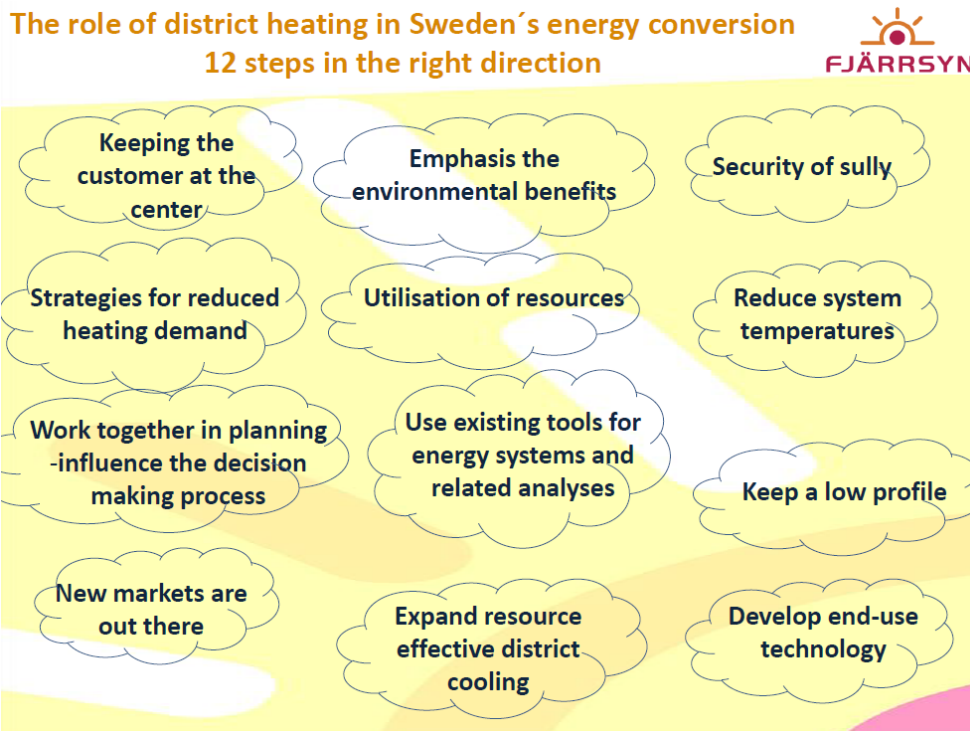 The role of district heating in Sweden´s energy conversion
12 steps in the right direction
FJÄRRSYN
Keeping the
customer at the
center
Emphasis the
environmental benefits
Security of sully
Strategies for reduced
heating demand
Utilisation of resources
Reduce system
temperatures
Work together in planning
-influence the decision
making process
Use existing tools for
energy systems and
related analyses
Keep a low profile
New markets are
out there
Expand resource
effective district
cooling
Develop end-use
technology